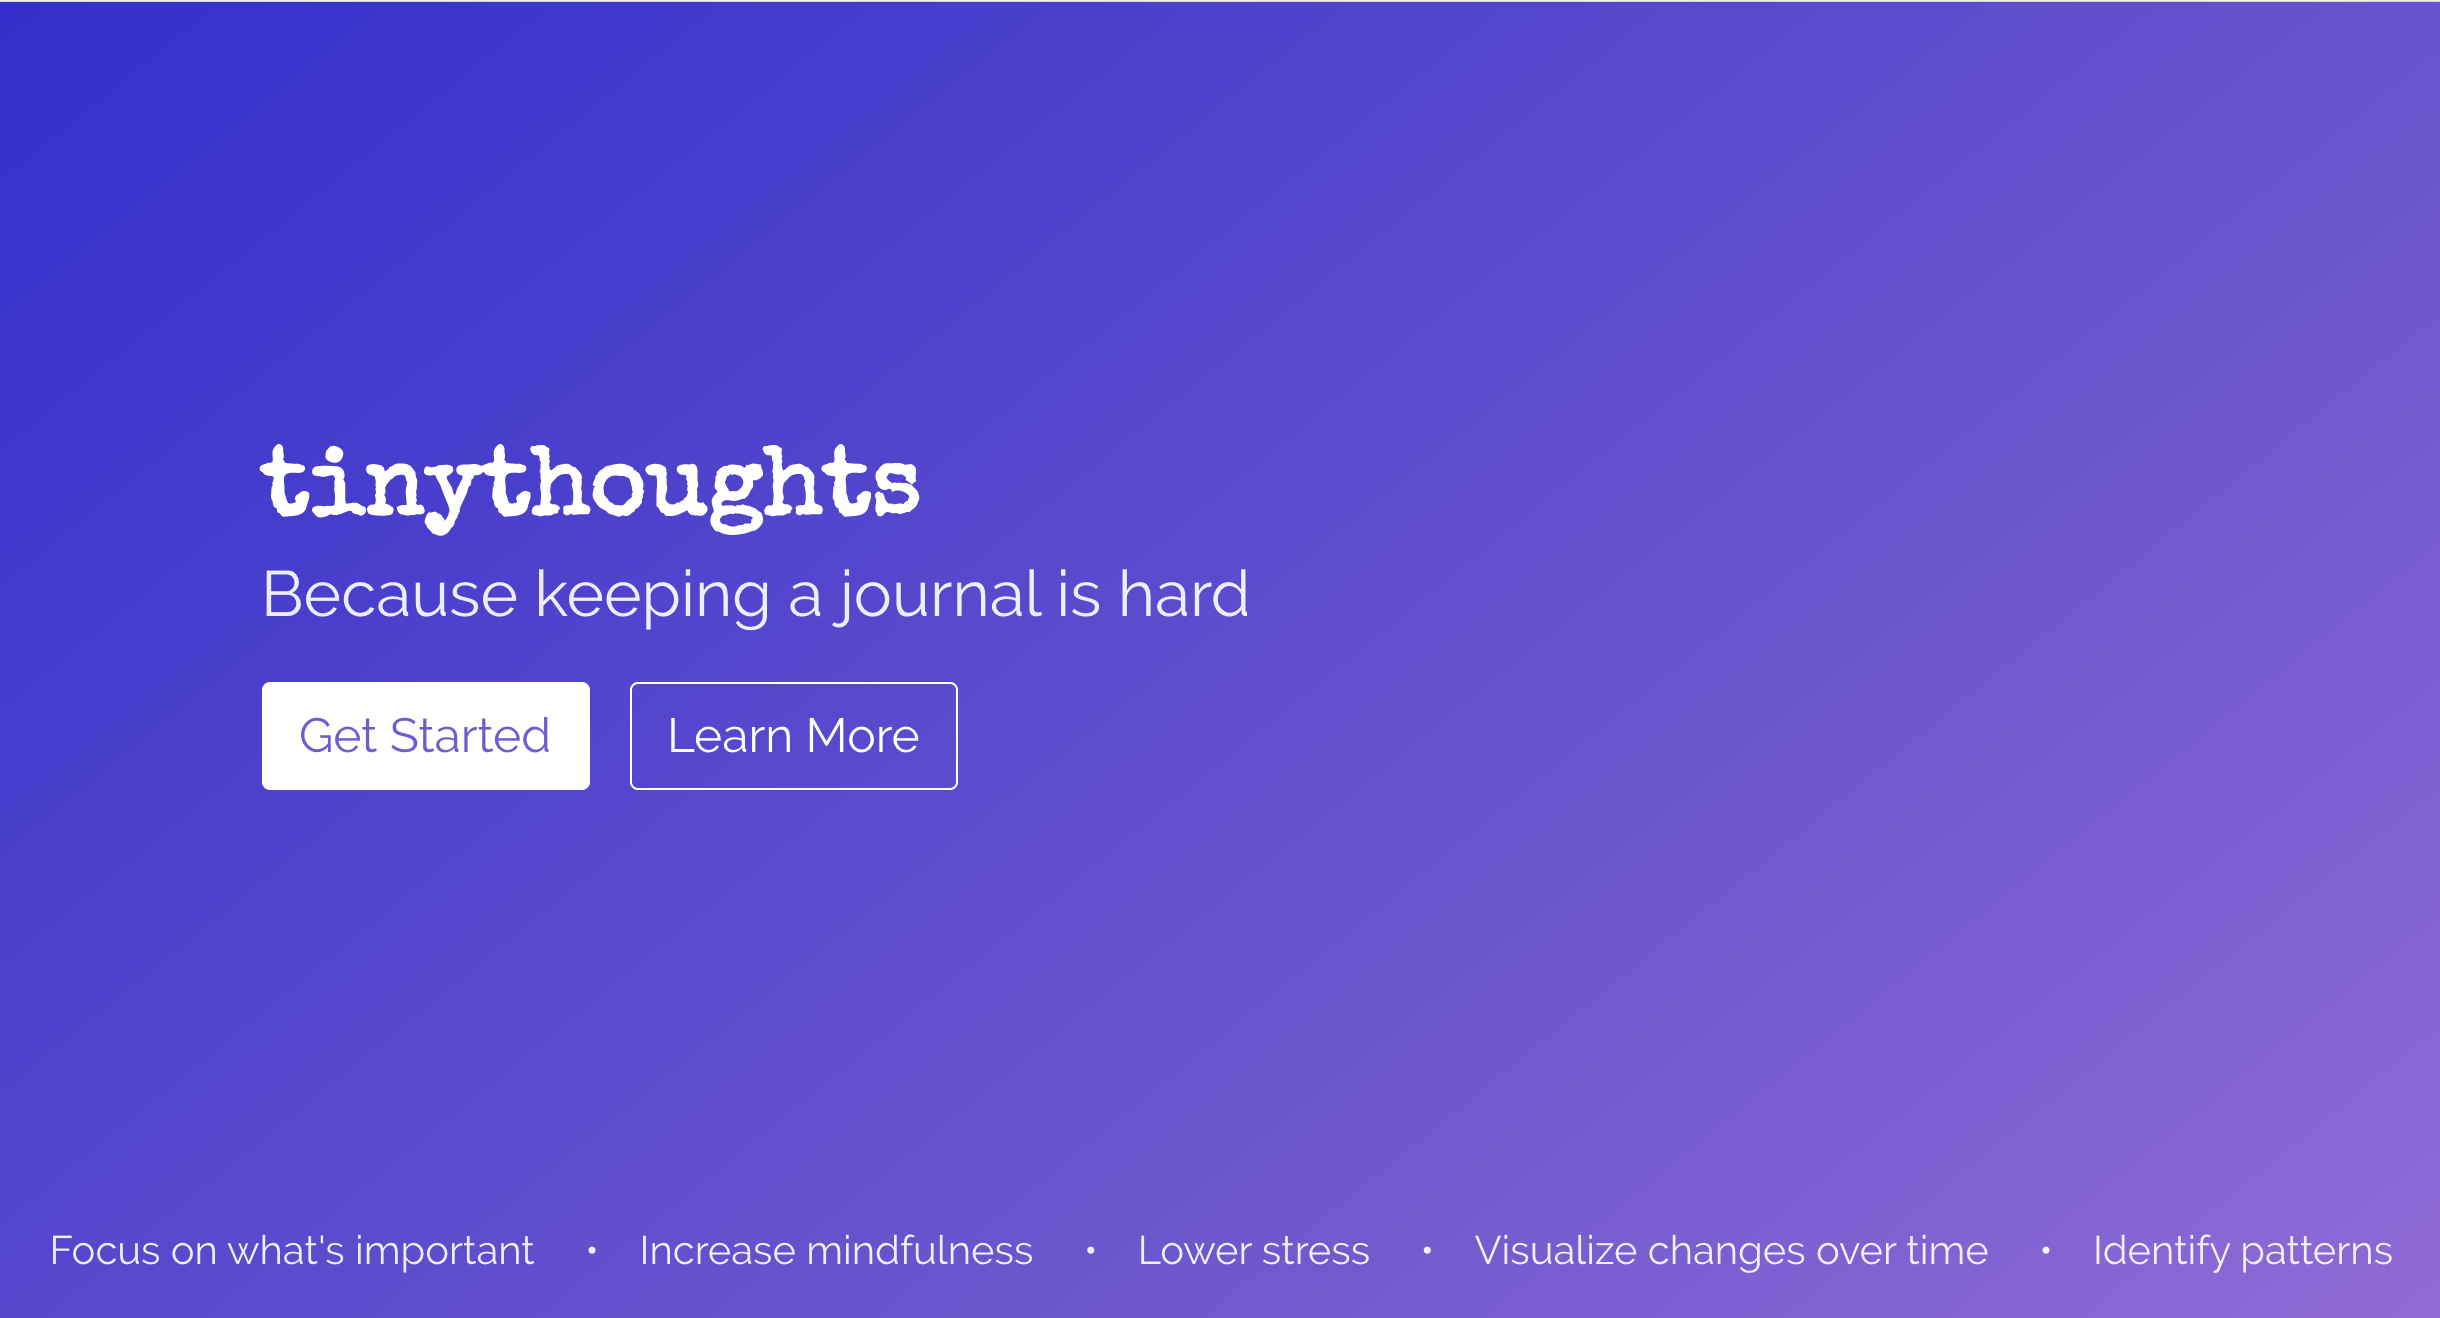 tinythoughts
Because keeping a journal is hard
Get Started Learn More
Focus on what's important • Increase mindfulness • Lower stress • Visualize changes over time • Identify patterns